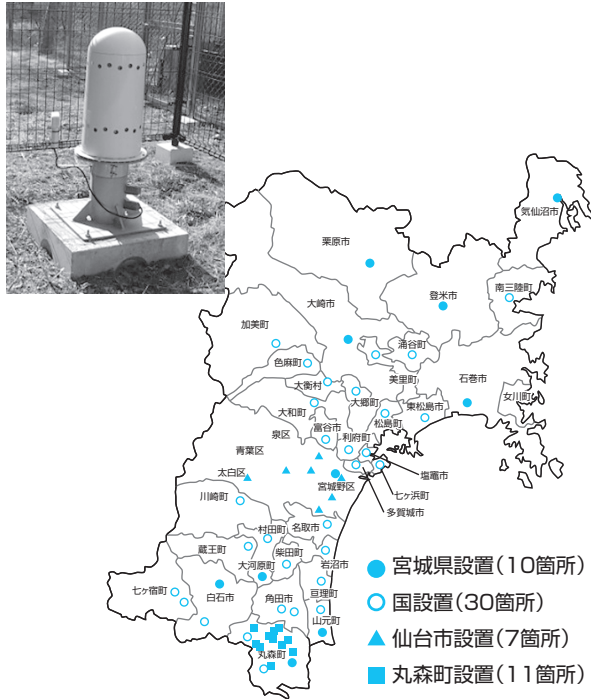 気仙沼市
栗原市
南三陸町
登米市
大崎市
加美町
涌谷町
色麻町
美里町
石巻市
大衡村
女川町
大郷町
東松島市
大和町
松島町
富谷市
泉区
利府町
青葉区
塩竈市
太白区
宮城野区
七ヶ浜町
川崎町
多賀城市
村田町
名取市
蔵王町
柴田町
岩沼市
大河原町
七ヶ宿町
白石市
角田市
亘理町
山元町
丸森町
宮城県設置(10箇所)
国設置(30箇所)
仙台市設置(7箇所)
丸森町設置(11箇所)